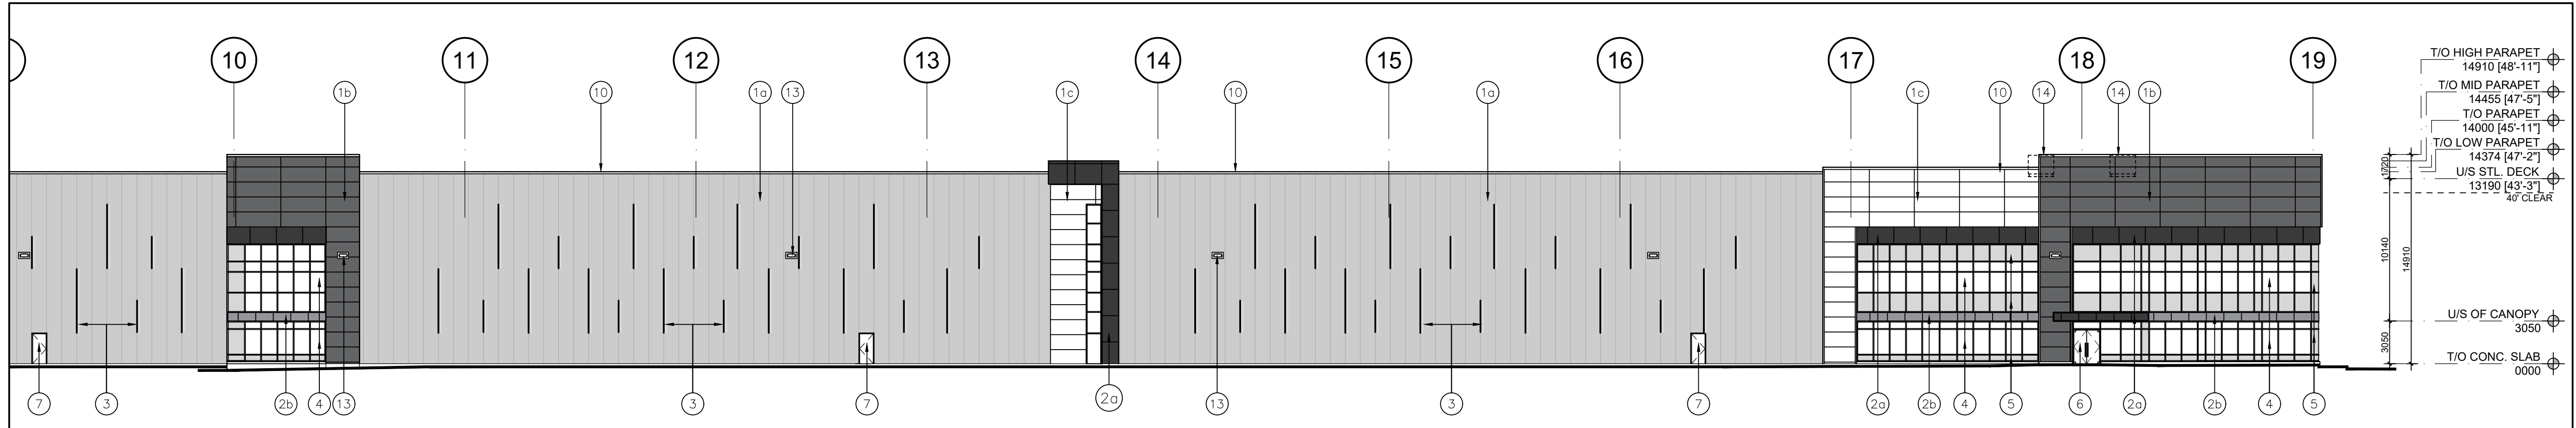 10 11 12 13 14 15 16 17 18 19
1b 10 1a 13 1c 10 1a 1c 10 14 14 1b
T/O HIGH PARAPET
14910 [48'-11"]
T/O MID PARAPET
14455 [47'-5"]
T/O PARAPET
14000 [45'-11"]
T/O LOW PARAPET
14374 [47'-2"]
U/S STL. DECK
13190 [43'-3"]
40' CLEAR
1720
10140
14910
3050
U/S OF CANOPY
3050
T/O CONC. SLAB
0000
7 3 2b 4 13 3 7 2a 13 3 7 2a 2b 4 5 6 2a 2b 4 5